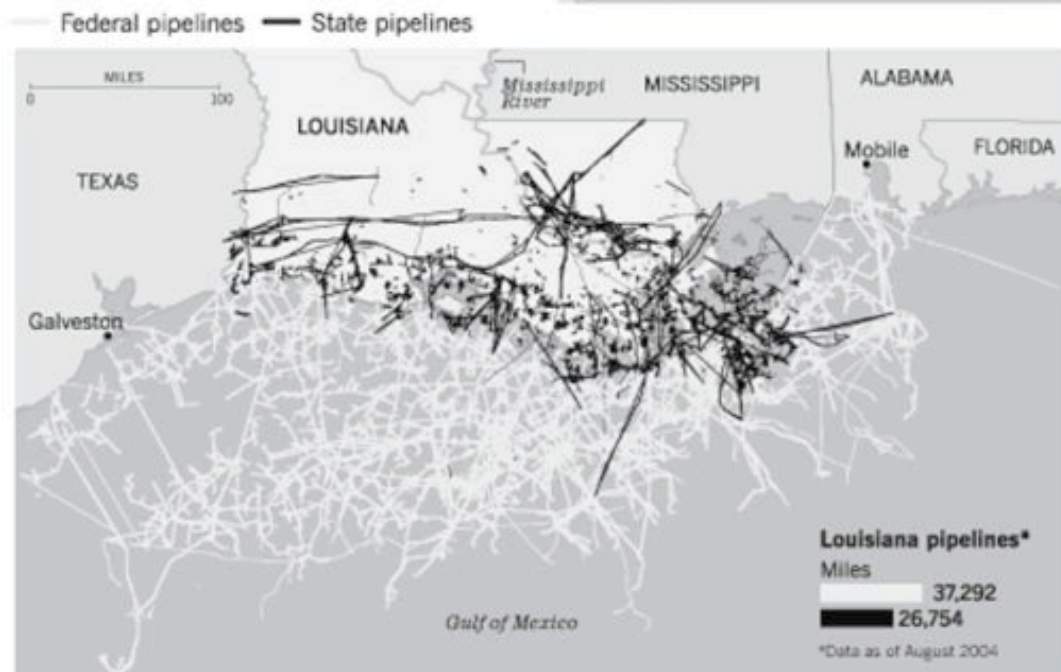 Federal pipelines State pipelines
MILES
0 100
Mississippi
River
MISSISSIPPI
ALABAMA
LOUISIANA
Mobile
FLORIDA
TEXAS
Galveston
Louisiana pipelines*
Miles
37,292
26,754
Gulf of Mexico
*Data as of August 2004